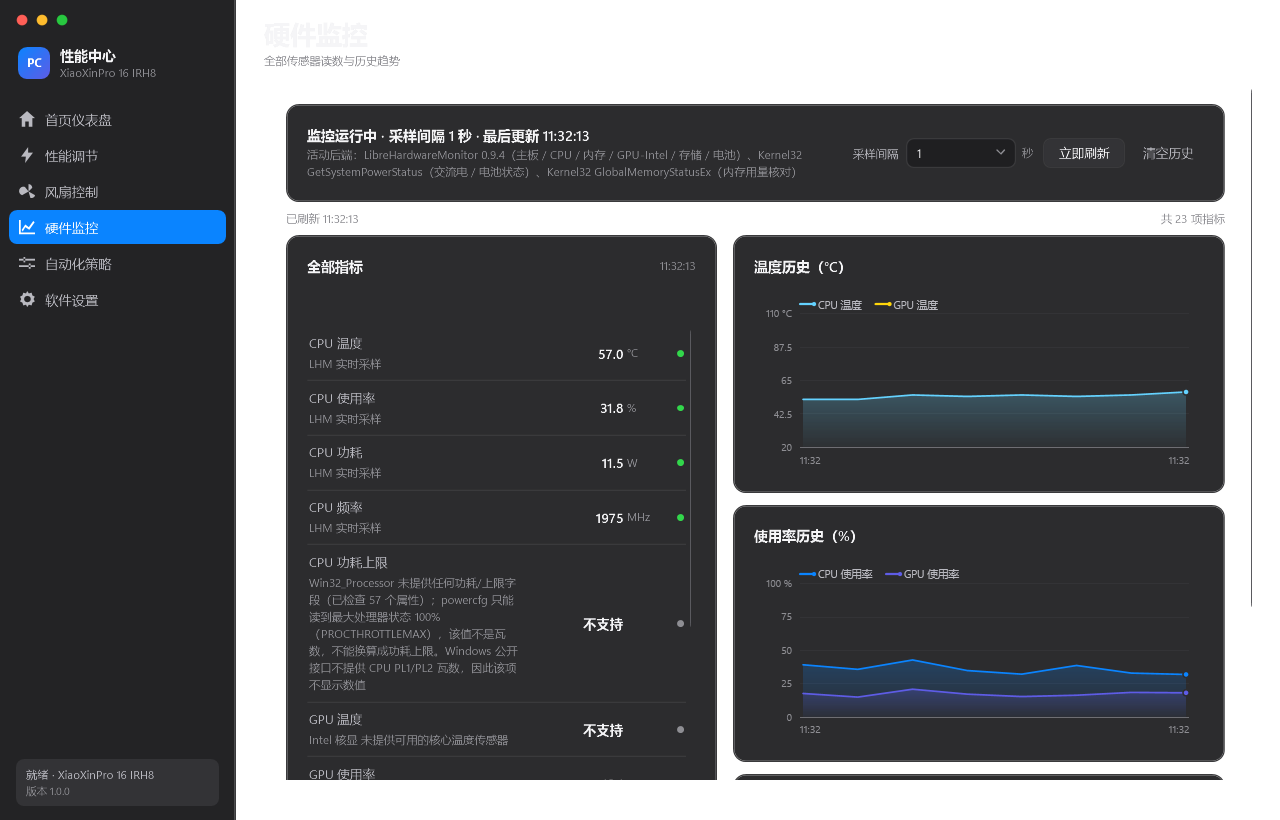 PC
性能中心
XiaoXinPro 16 IRH8
首页仪表盘
性能调节
风扇控制
硬件监控
自动化策略
软件设置
就绪 · XiaoXinPro 16 IRH8
版本 1.0.0
硬件监控
全部传感器读数与历史趋势
监控运行中 · 采样间隔 1 秒 · 最后更新 11:32:13
活动后端：LibreHardwareMonitor 0.9.4（主板 / CPU / 内存 / GPU-Intel / 存储 / 电池）、Kernel32
GetSystemPowerStatus（交流电 / 电池状态）、Kernel32 GlobalMemoryStatusEx（内存用量核对）
采样间隔
1
秒
立即刷新
清空历史
已刷新 11:32:13
共 23 项指标
全部指标
11:32:13
CPU 温度
LHM 实时采样
57.0 °C
CPU 使用率
LHM 实时采样
31.8 %
CPU 功耗
LHM 实时采样
11.5 W
CPU 频率
LHM 实时采样
1975 MHz
CPU 功耗上限
Win32_Processor 未提供任何功耗/上限字
段（已检查 57 个属性）；powercfg 只能
读到最大处理器状态 100%
（PROCTHROTTLEMAX），该值不是瓦
数，不能换算成功耗上限。Windows 公开
接口不提供 CPU PL1/PL2 瓦数，因此该项
不显示数值
不支持
GPU 温度
Intel 核显 未提供可用的核心温度传感器
不支持
GPU 使用率
温度历史（°C）
CPU 温度
GPU 温度
110 °C
87.5
65
42.5
20
11:32
11:32
使用率历史（%）
CPU 使用率
GPU 使用率
100 %
75
50
25
0
11:32
11:32